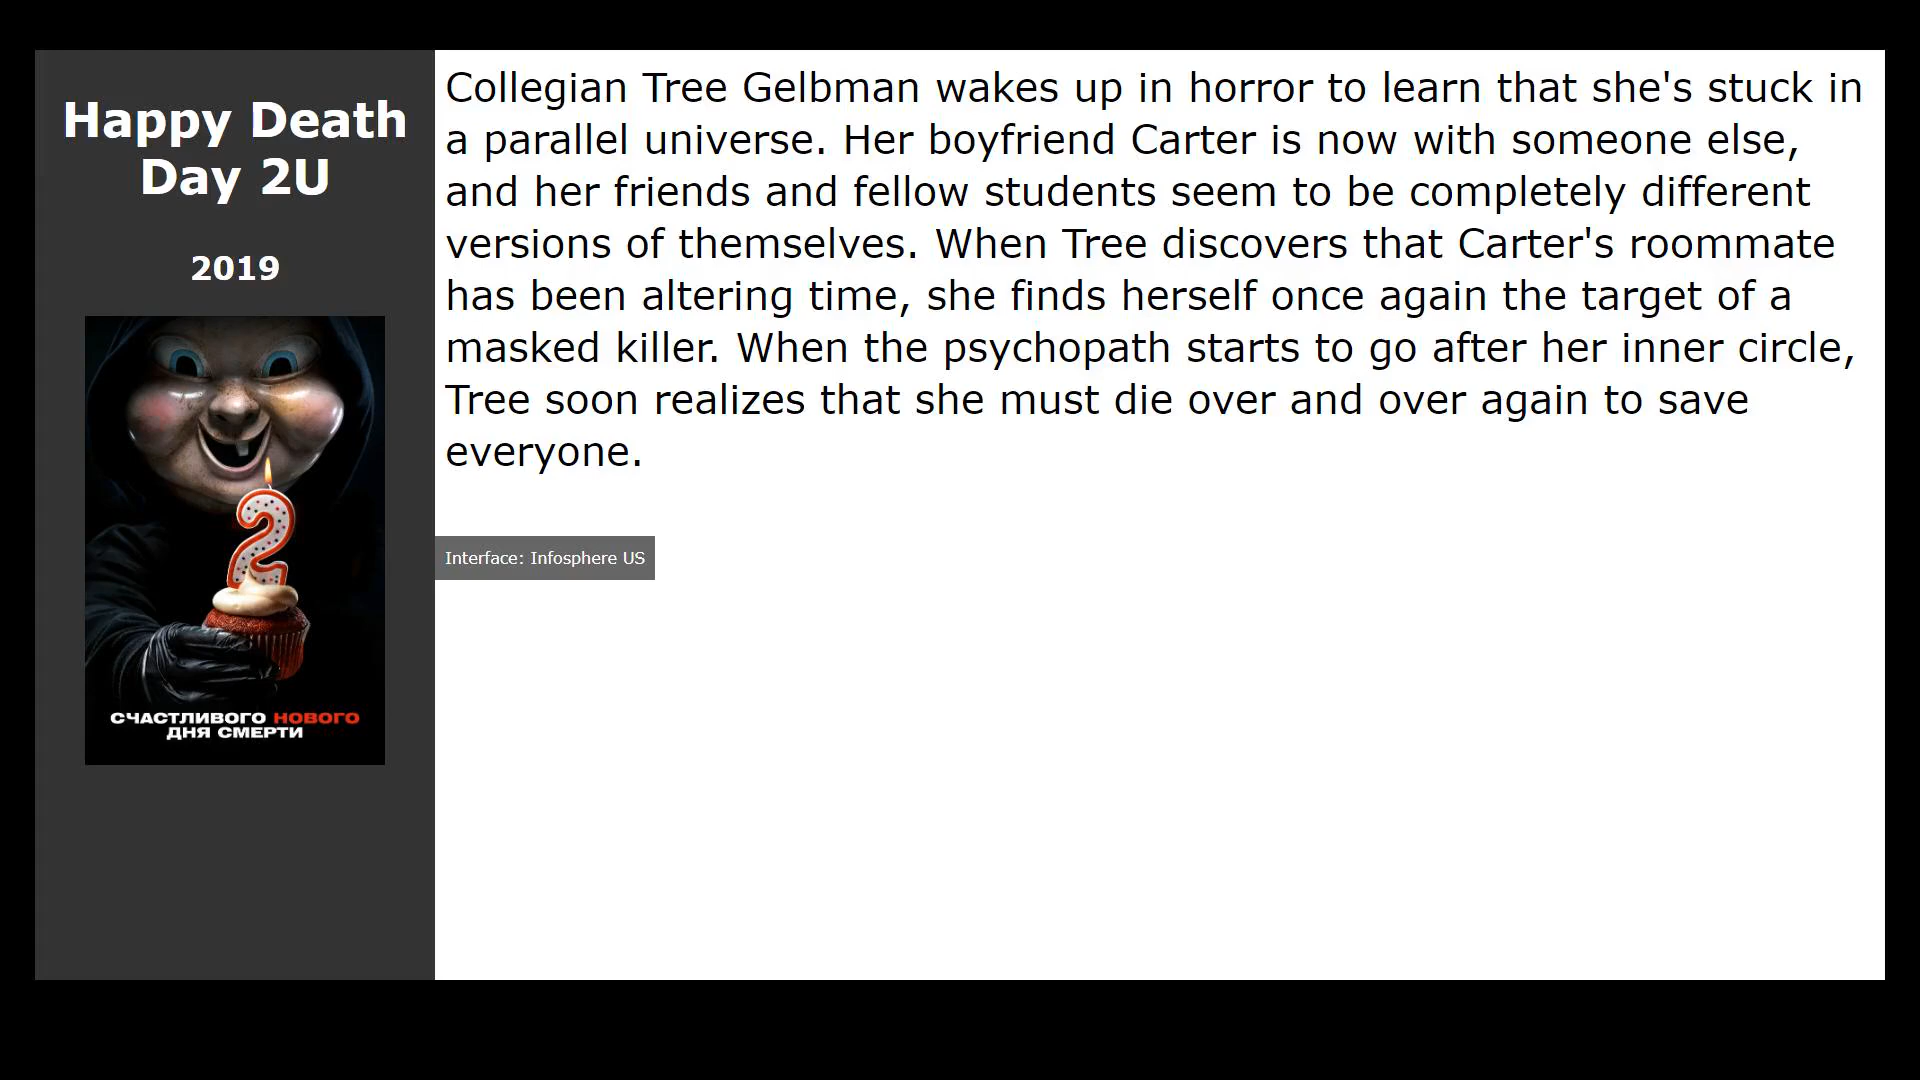 Happy Death
Day 2U
2019
СЧАСТЛИВОГО НОВОГО
ДНЯ СМЕРТИ
Collegian Tree Gelbman wakes up in horror to learn that she's stuck in
a parallel universe. Her boyfriend Carter is now with someone else,
and her friends and fellow students seem to be completely different
versions of themselves. When Tree discovers that Carter's roommate
has been altering time, she finds herself once again the target of a
masked killer. When the psychopath starts to go after her inner circle,
Tree soon realizes that she must die over and over again to save
everyone.
Interface: Infosphere US